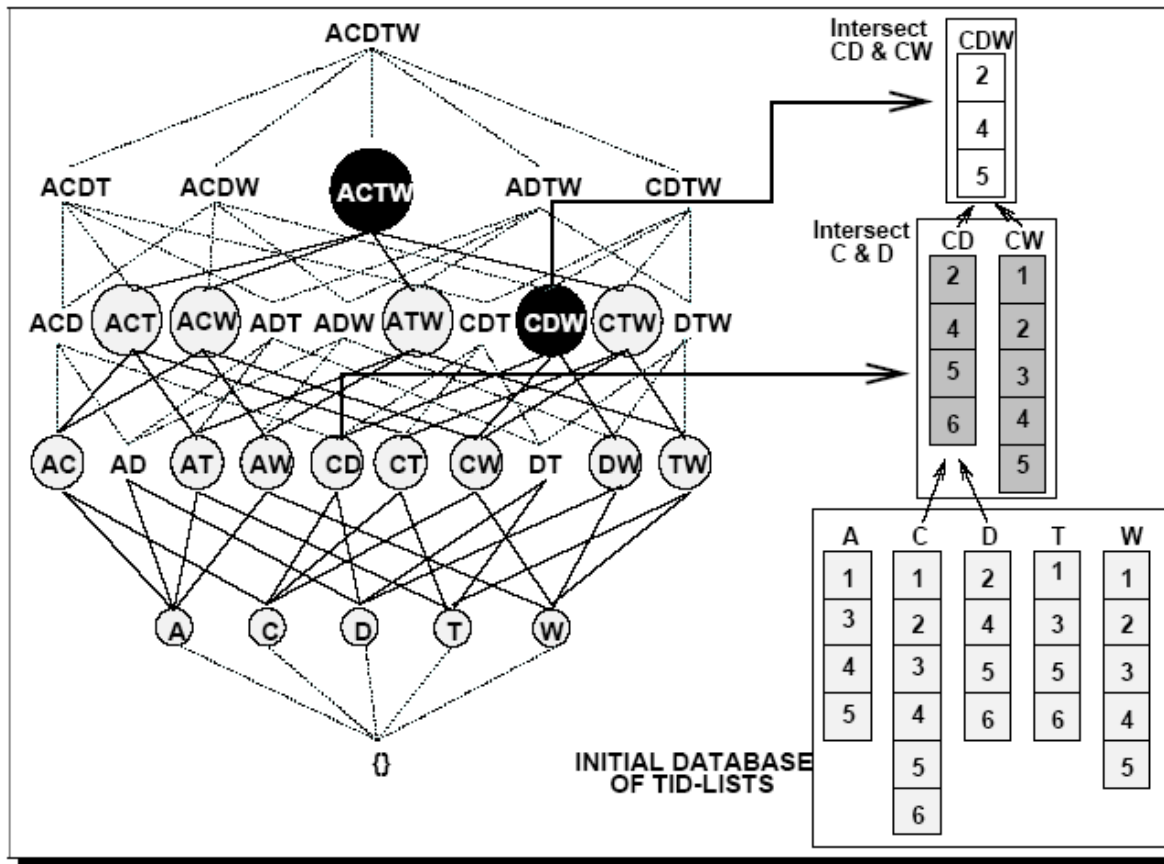 ACDTW
ACDT ACDW ACTW ADTW CDTW
ACD ACT ACW ADT ADW ATW CDT CDW CTW DTW
AC AD AT AW CD CT CW DT DW TW
A C D T W
{}
Intersect
CD & CW
CDW
2
4
5
Intersect
C & D
CD CW
2 1
4 2
5 3
6 4
5
INITIAL DATABASE
OF TID-LISTS
A C D T W
1 1 2 1 1
3 2 4 3 2
4 3 5 5 3
5 4 6 6 4
5 5
6